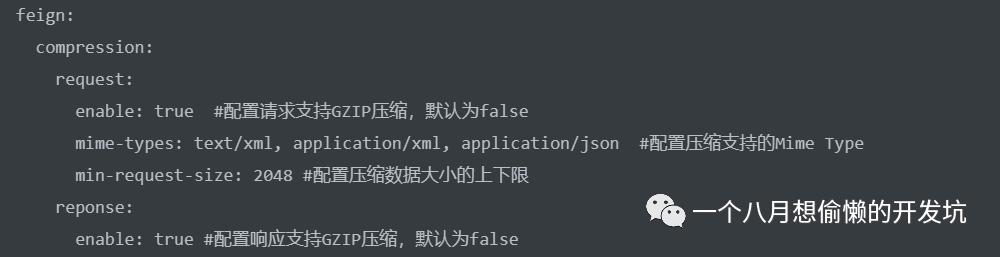 feign:
compression:
request:
enable: true  #配置请求支持GZIP压缩，默认为false
mime-types: text/xml, application/xml, application/json  #配置压缩支持的Mime Type
min-request-size: 2048 #配置压缩数据大小的上下限
reponse:
enable: true #配置响应支持GZIP压缩，默认为false
一个八月想偷懒的开发坑